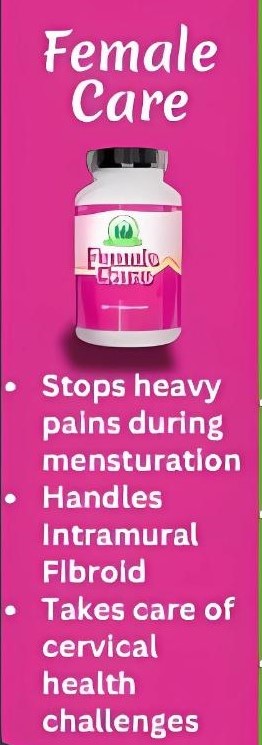 Female
Care
• Stops heavy
pains during
mensturation
• Handles
Intramural
Fibroid
• Takes care of
cervical
health
challenges